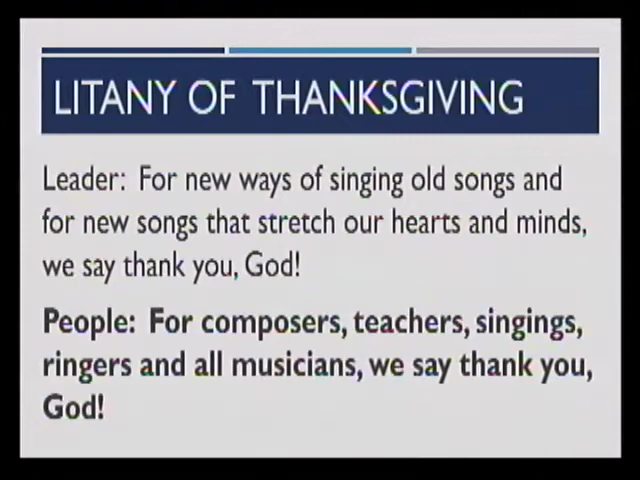 LITANY OF THANKSGIVING
Leader: For new ways of singing old songs and
for new songs that stretch our hearts and minds,
we say thank you, God!
People: For composers, teachers, singings,
ringers and all musicians, we say thank you,
God!